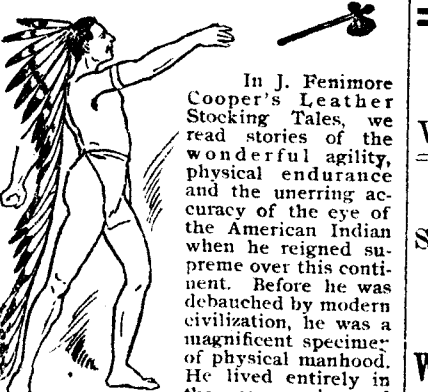 In J. Fenimore
Cooper's Leather
Stocking Tales, we
read stories of the
wonderful agility,
physical endurance
and the unerring ac-
curacy of the eye of
the American Indian
when he reigned su-
preme over this conti-
nent. Before he was
debauched by modern
civilization, he was a
magnificent specimen
of physical manhood.
He lived entirely in